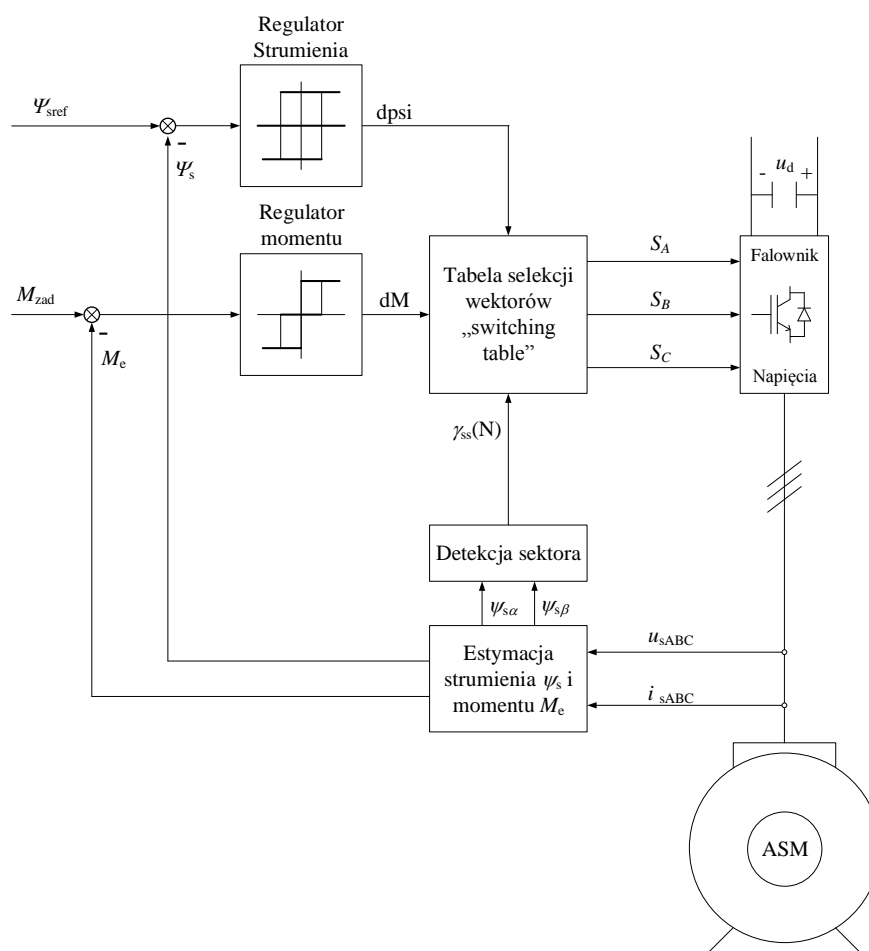 Regulator
Strumienia
Ψsref
dpsi
-
Ψs
- ud +
Regulator
momentu
Mzad
dM
-
Me
Tabela selekcji
wektorów
„switching
table”
SA
SB
SC
Falownik
Napięcia
γss(N)
Detekcja sektora
ψsα
ψsβ
Estymacja
strumienia ψs i
momentu Me
usABC
i sABC
ASM